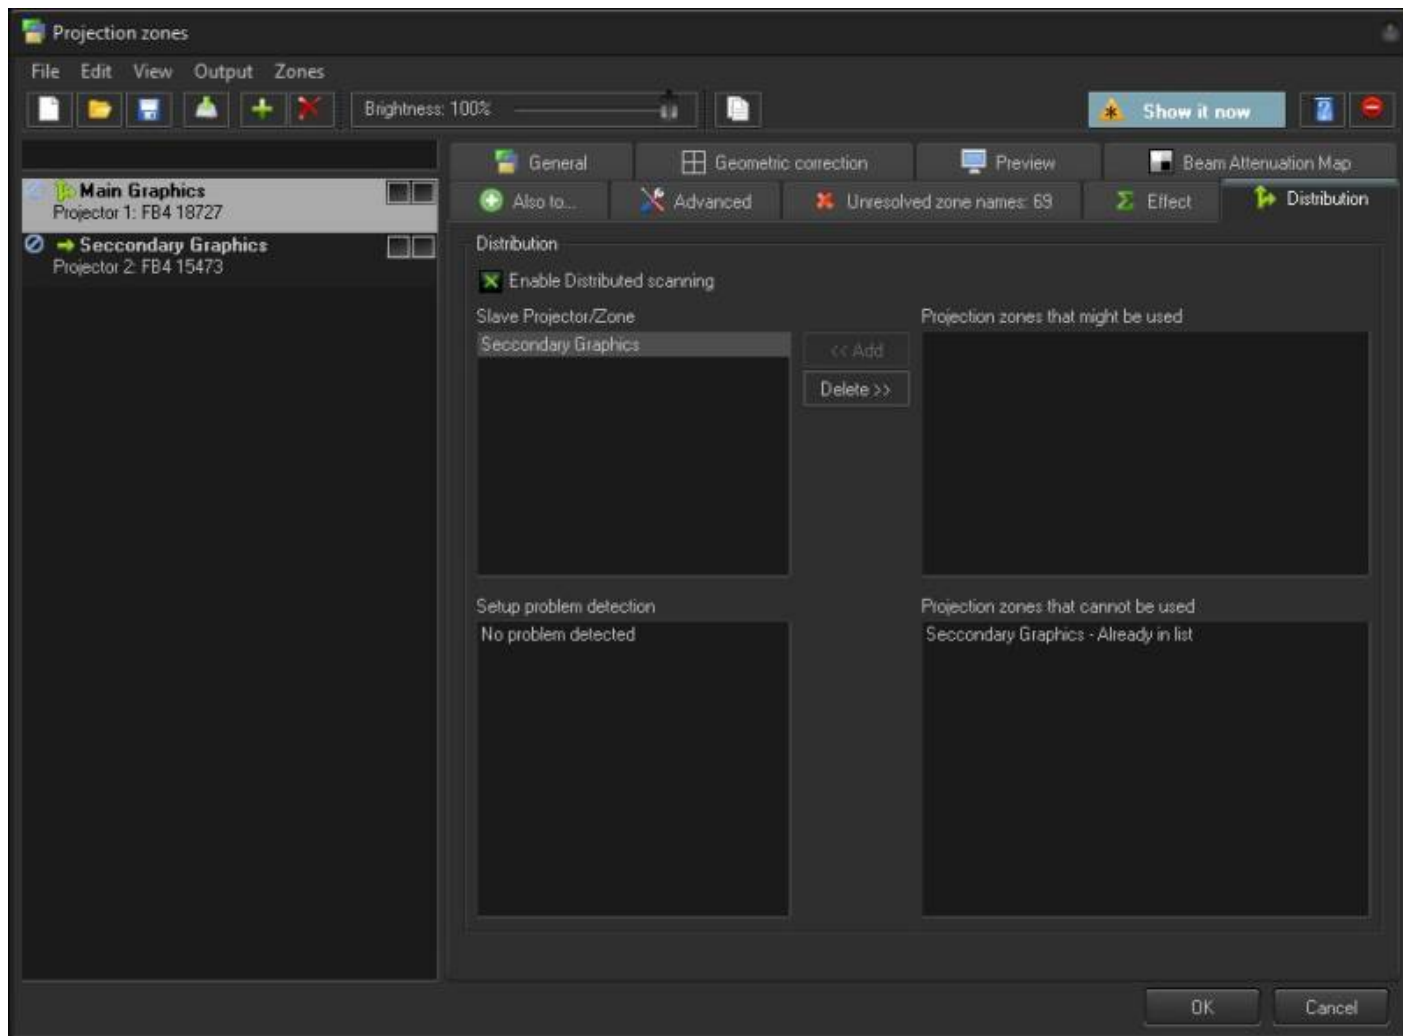 Projection zones
File Edit View Output Zones
Brightness: 100%
Show it now
Main Graphics
Projector 1: FB4 18727
Seccondary Graphics
Projector 2: FB4 15473
General Geometric correction Preview Beam Attenuation Map
Also to... Advanced Unresolved zone names: 69 Effect Distribution
Distribution
Enable Distributed scanning
Slave Projector/Zone
Seccondary Graphics
<< Add
Delete >>
Projection zones that might be used
Setup problem detection
No problem detected
Projection zones that cannot be used
Seccondary Graphics - Already in list
OK Cancel